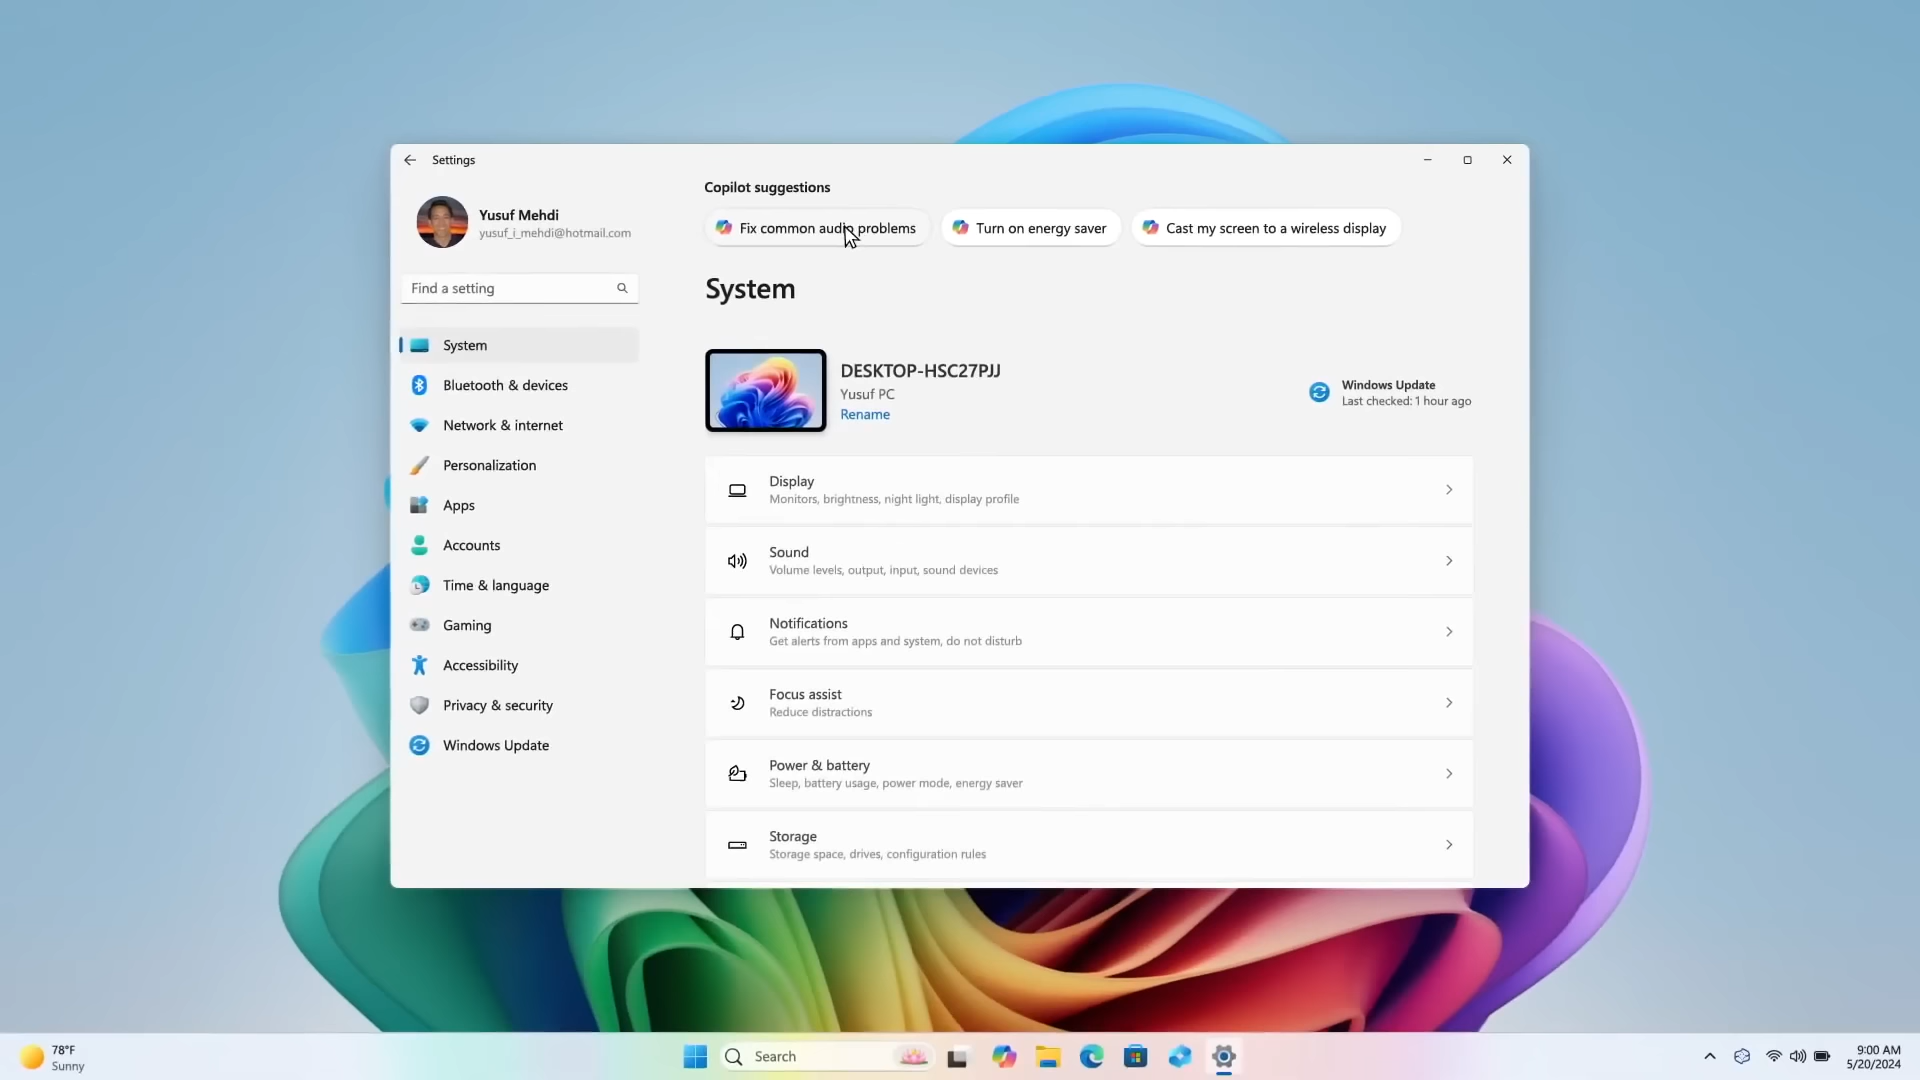 Settings
Yusuf Mehdi
yusuf_i_mehdi@hotmail.com
Find a setting
System
Bluetooth & devices
Network & internet
Personalization
Apps
Accounts
Time & language
Gaming
Accessibility
Privacy & security
Windows Update
Copilot suggestions
Fix common audio problems
Turn on energy saver
Cast my screen to a wireless display
System
DESKTOP-HSC27PJJ
Yusuf PC
Rename
Windows Update
Last checked: 1 hour ago
Display
Monitors, brightness, night light, display profile
Sound
Volume levels, output, input, sound devices
Notifications
Get alerts from apps and system, do not disturb
Focus assist
Reduce distractions
Power & battery
Sleep, battery usage, power mode, energy saver
Storage
Storage space, drives, configuration rules
78°F
Sunny
Search
9:00 AM
5/20/2024